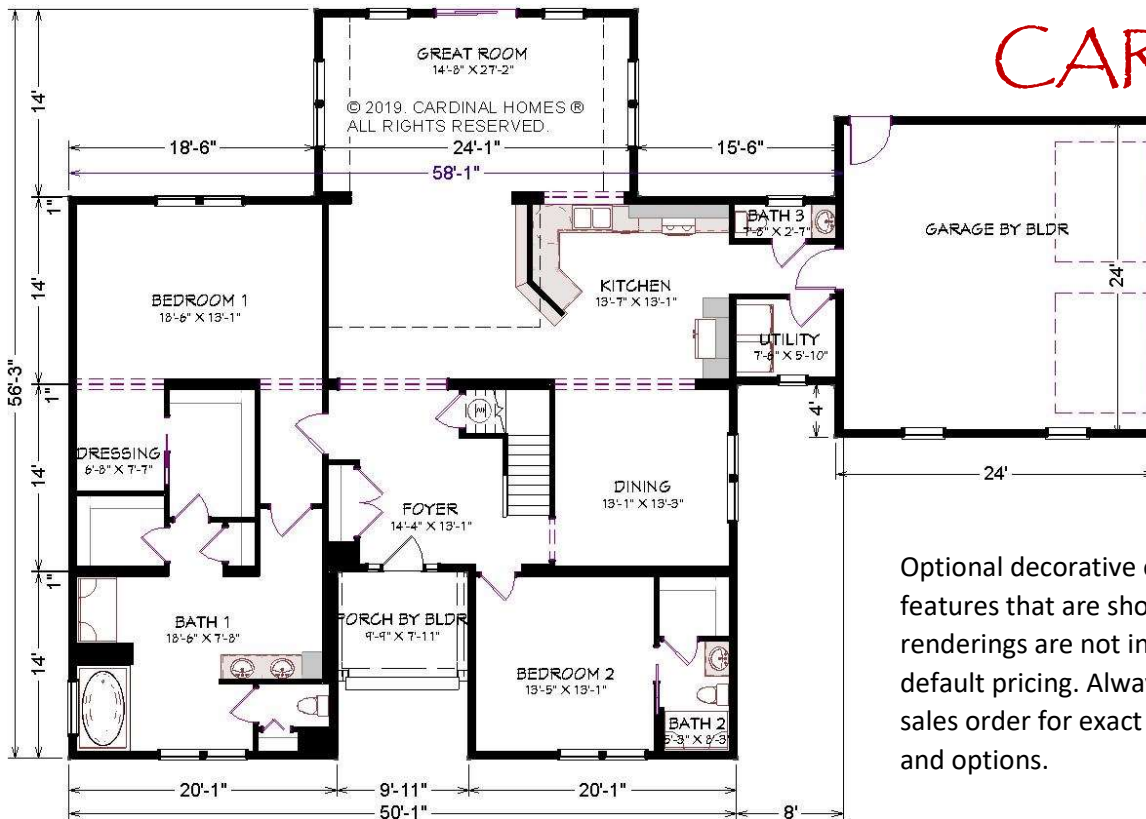 CAR
GREAT ROOM
14'-8" X 27'-2"
© 2019. CARDINAL HOMES ®
ALL RIGHTS RESERVED.
14'
18'-6"
24'-1"
15'-6"
58'-1"
1"
BATH 3
7'-8" X 2'-7"
GARAGE BY BLDR
24'
14'
BEDROOM 1
18'-6" X 13'-1"
KITCHEN
13'-7" X 13'-1"
UTILITY
7'-6" X 5'-10"
56'-3"
1"
4'
14'
DRESSING
6'-8" X 7'-7"
24'
FOYER
14'-4" X 13'-1"
DINING
13'-1" X 13'-3"
1"
14'
BATH 1
18'-6" X 7'-8"
PORCH BY BLDR
9'-9" X 7'-11"
BEDROOM 2
13'-5" X 13'-1"
BATH 2
5'-3" X 8'-3"
20'-1"
9'-11"
20'-1"
50'-1"
8'
Optional decorative
features that are sho
renderings are not in
default pricing. Alwa
sales order for exact
and options.